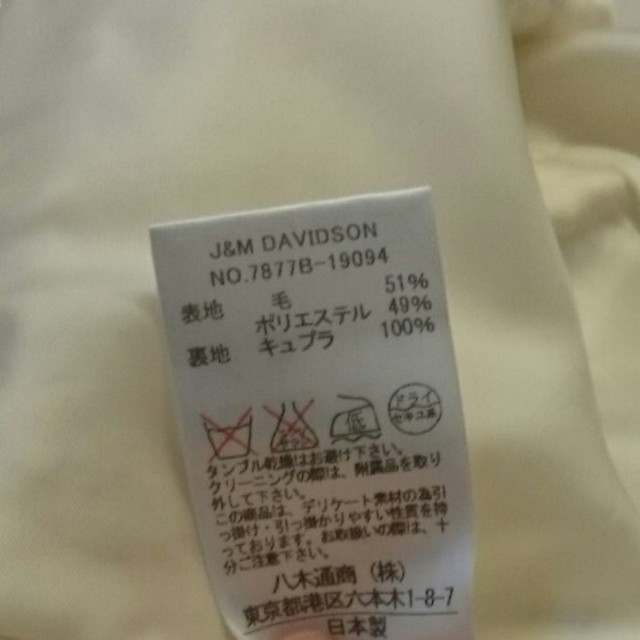 J&M DAVIDSON
NO.7877B-19094
表地 毛 51%
ポリエステル 49%
裏地 キュプラ 100%
低 ドライ
セキユ系
タンブル乾燥はお避け下さい。
クリーニングの際は、附属品を取り
外して下さい。
この商品は、デリケート素材の為引
っ掛け、引っ掛かりやすい性質を持
っております。お取扱いの際は、十
分ご注意下さい。
八木通商(株)
東京都港区六本木1-8-7
日本製